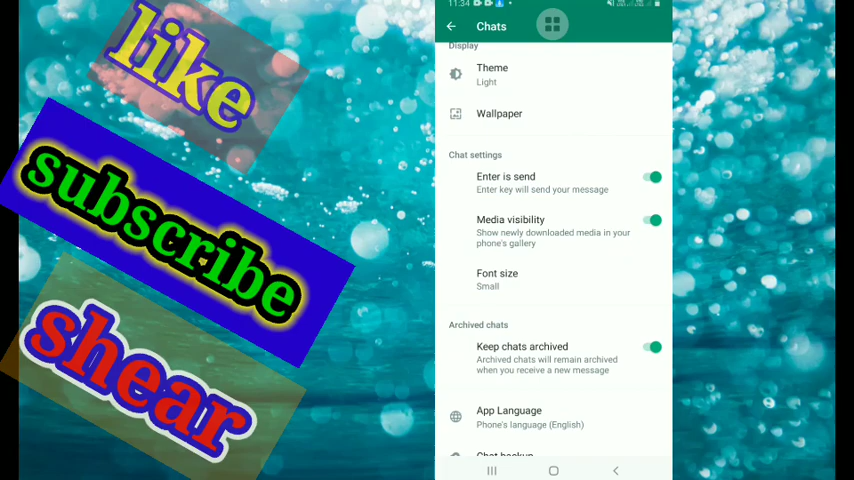 like
subscribe
shear
11:34
Chats
Display
Theme
Light
Wallpaper
Chat settings
Enter is send
Enter key will send your message
Media visibility
Show newly downloaded media in your
phone's gallery
Font size
Small
Archived chats
Keep chats archived
Archived chats will remain archived
when you receive a new message
App Language
Phone's language (English)
Chat backup